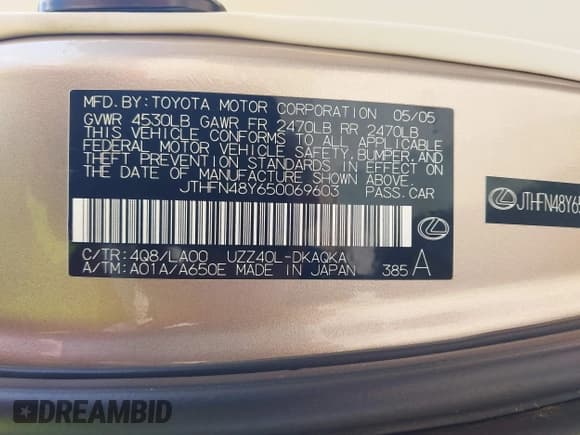 MFD. BY: TOYOTA MOTOR CORPORATION 05/05
GVWR 4530LB GAWR FR 2470LB RR 2470LB
THIS VEHICLE CONFORMS TO ALL APPLICABLE
FEDERAL MOTOR VEHICLE SAFETY, BUMPER, AND
THEFT PREVENTION STANDARDS IN EFFECT ON
THE DATE OF MANUFACTURE SHOWN ABOVE.
JTHFN48Y650069603 PASS. CAR
C/TR: 4Q8/LA00 UZZ40L-DKAQKA
A/TM: A01A/A650E MADE IN JAPAN 385 A
JTHFN48Y65
DREAMBID